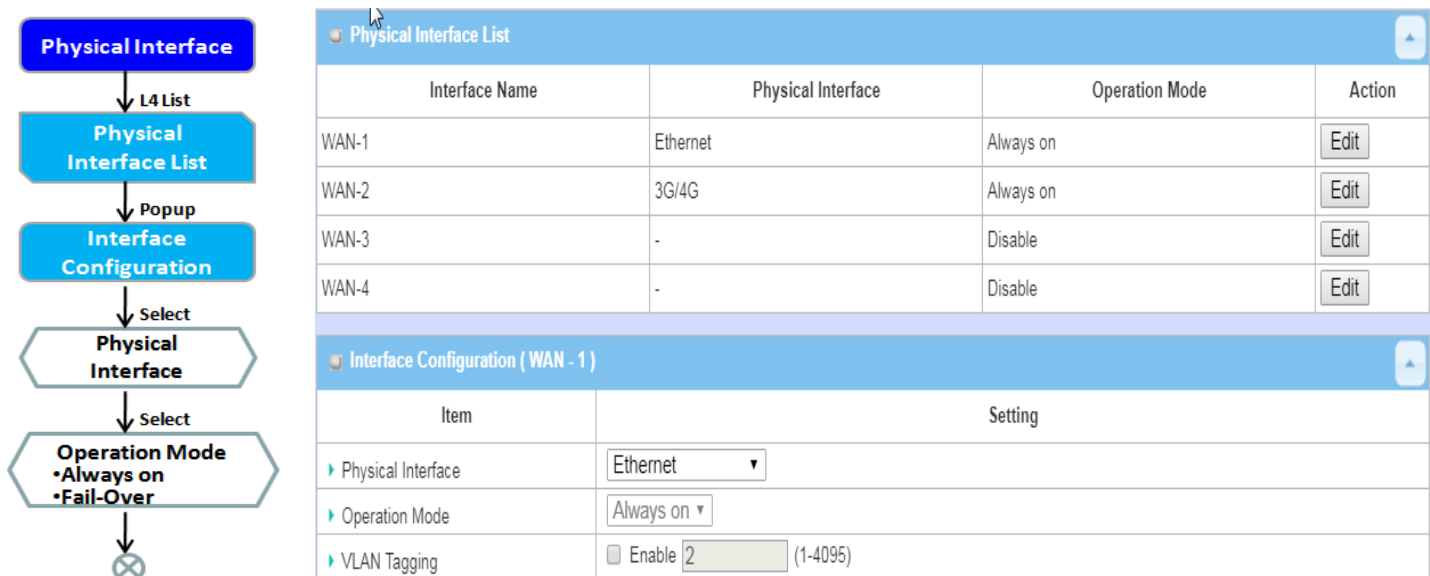 Physical Interface
L4 List
Physical
Interface List
Popup
Interface
Configuration
Select
Physical
Interface
Select
Operation Mode
•Always on
•Fail-Over
Physical Interface List
Interface Name Physical Interface Operation Mode Action
WAN-1 Ethernet Always on Edit
WAN-2 3G/4G Always on Edit
WAN-3 - Disable Edit
WAN-4 - Disable Edit
Interface Configuration ( WAN - 1 )
Item Setting
Physical Interface Ethernet
Operation Mode Always on
VLAN Tagging Enable 2 (1-4095)